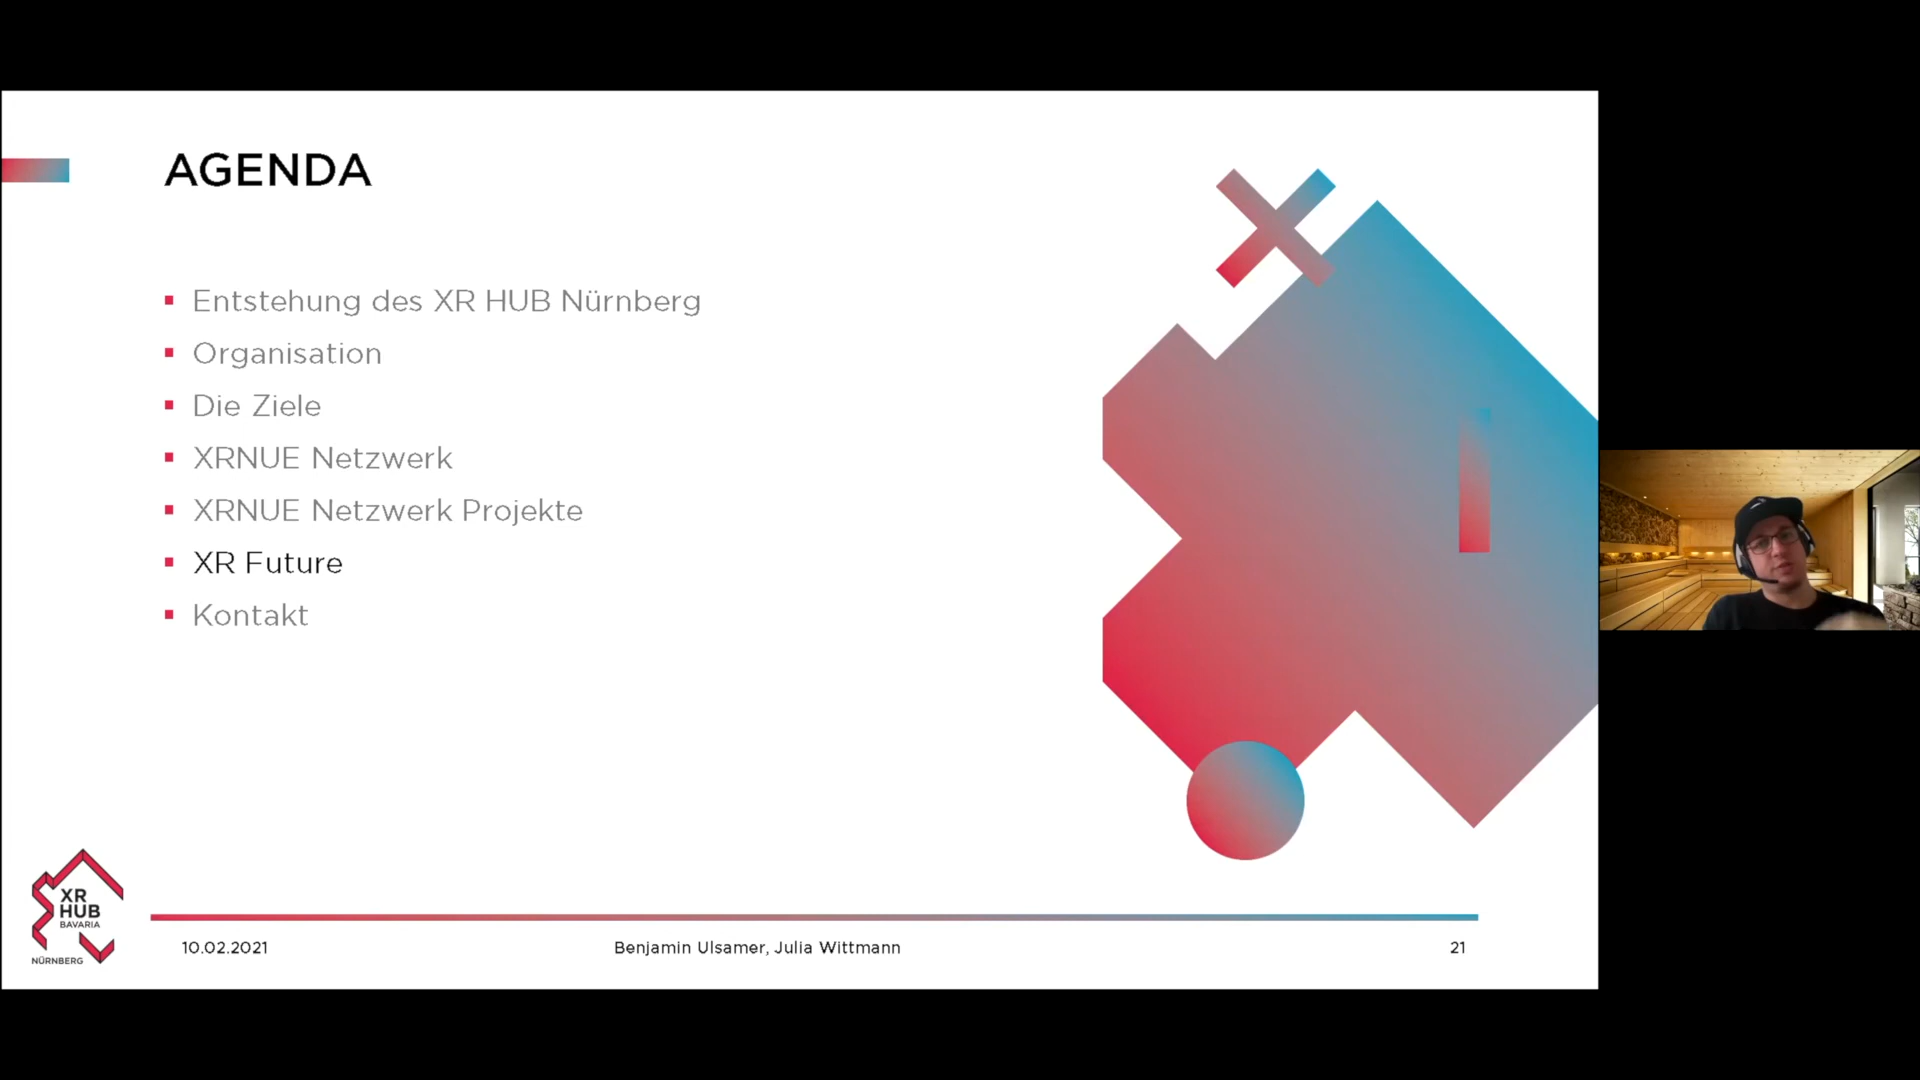 AGENDA
Entstehung des XR HUB Nürnberg
Organisation
Die Ziele
XRNUE Netzwerk
XRNUE Netzwerk Projekte
XR Future
Kontakt
XR
HUB
BAVARIA
NÜRNBERG
10.02.2021
Benjamin Ulsamer, Julia Wittmann
21